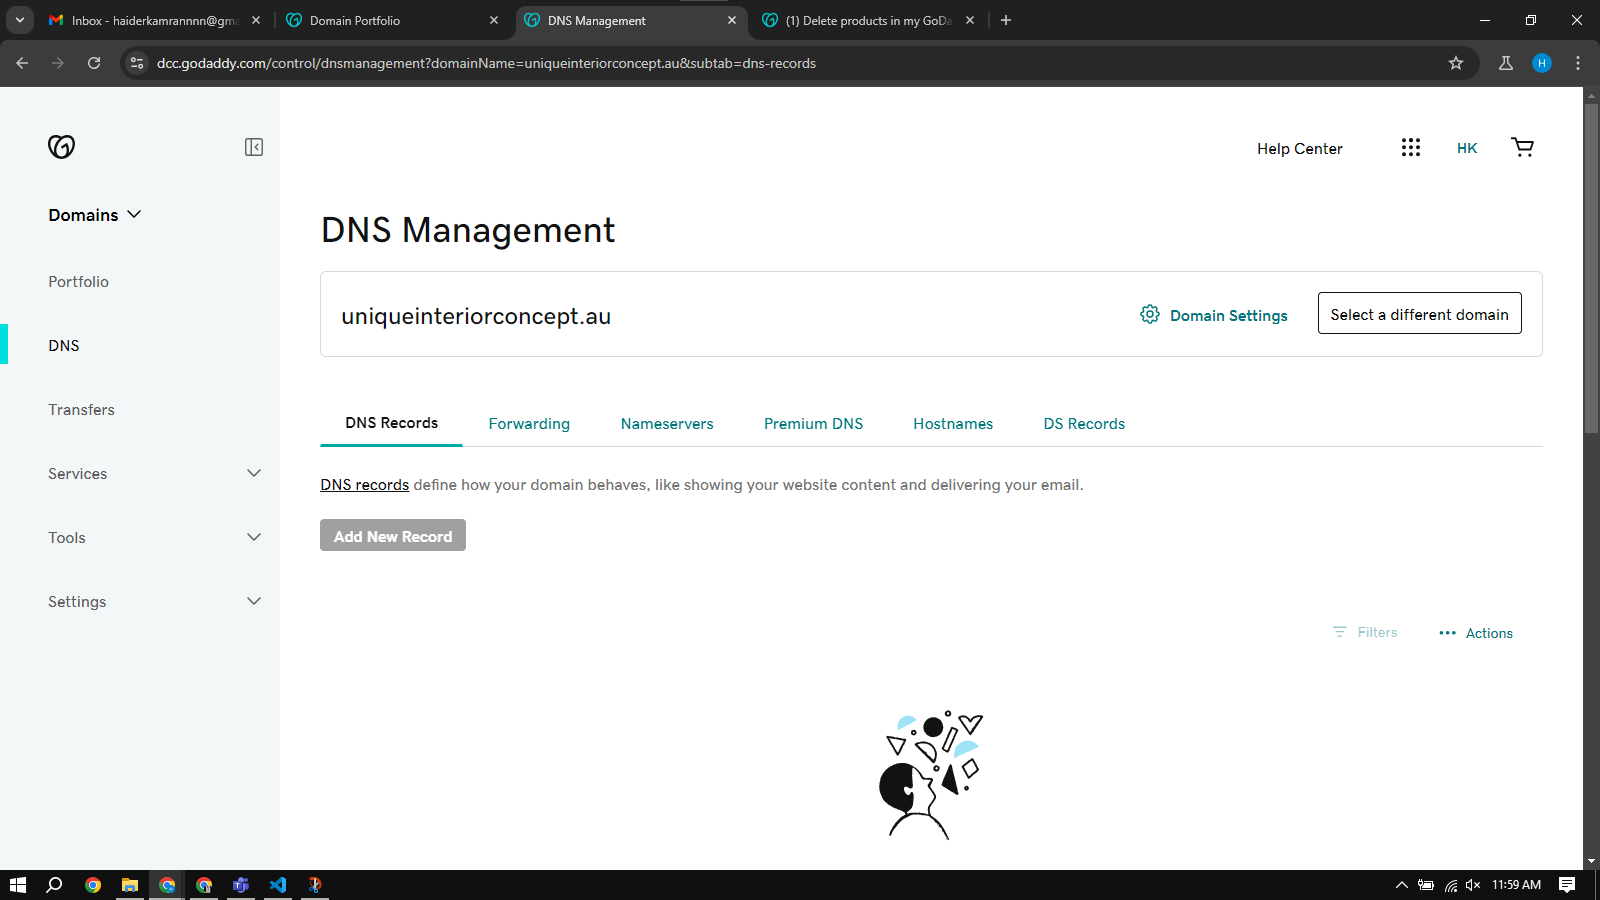 Inbox - haiderkamrannnn@gma
Domain Portfolio
DNS Management
(1) Delete products in my GoDa
dcc.godaddy.com/control/dnsmanagement?domainName=uniqueinteriorconcept.au&subtab=dns-records
H
Help Center
HK
Domains
Portfolio
DNS
Transfers
Services
Tools
Settings
DNS Management
uniqueinteriorconcept.au
Domain Settings
Select a different domain
DNS Records
Forwarding
Nameservers
Premium DNS
Hostnames
DS Records
DNS records define how your domain behaves, like showing your website content and delivering your email.
Add New Record
Filters
Actions
11:59 AM